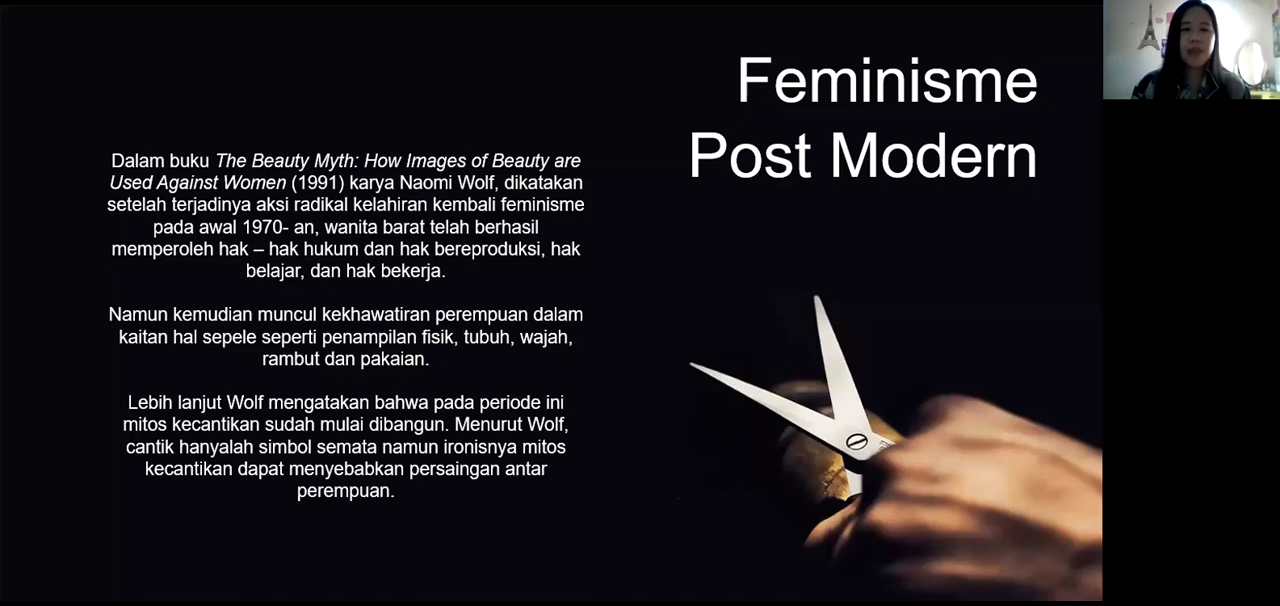 Feminisme
Post Modern
Dalam buku The Beauty Myth: How Images of Beauty are
Used Against Women (1991) karya Naomi Wolf, dikatakan
setelah terjadinya aksi radikal kelahiran kembali feminisme
pada awal 1970- an, wanita barat telah berhasil
memperoleh hak – hak hukum dan hak bereproduksi, hak
belajar, dan hak bekerja.
Namun kemudian muncul kekhawatiran perempuan dalam
kaitan hal sepele seperti penampilan fisik, tubuh, wajah,
rambut dan pakaian.
Lebih lanjut Wolf mengatakan bahwa pada periode ini
mitos kecantikan sudah mulai dibangun. Menurut Wolf,
cantik hanyalah simbol semata namun ironisnya mitos
kecantikan dapat menyebabkan persaingan antar
perempuan.